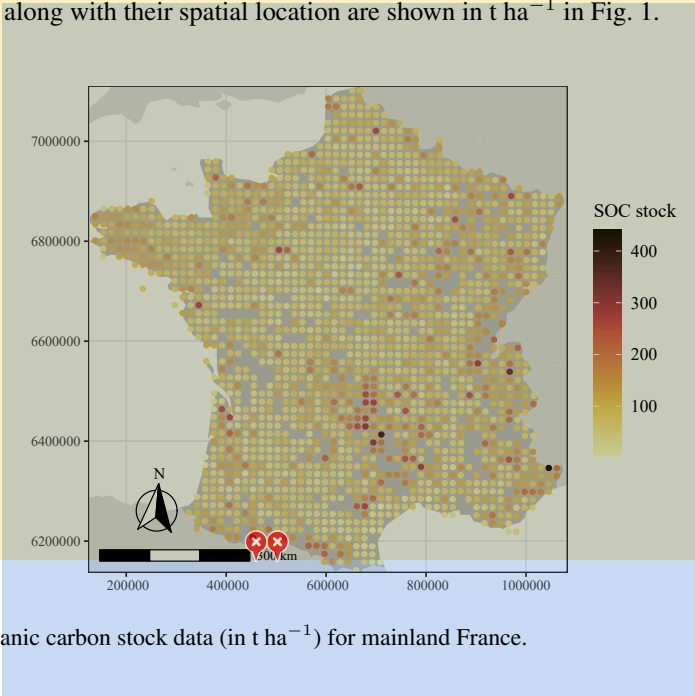 along with their spatial location are shown in t ha⁻¹ in Fig. 1.
7000000
6800000
6600000
6400000
6200000
N
300 km
200000 400000 600000 800000 1000000
SOC stock
400
300
200
100
anic carbon stock data (in t ha⁻¹) for mainland France.